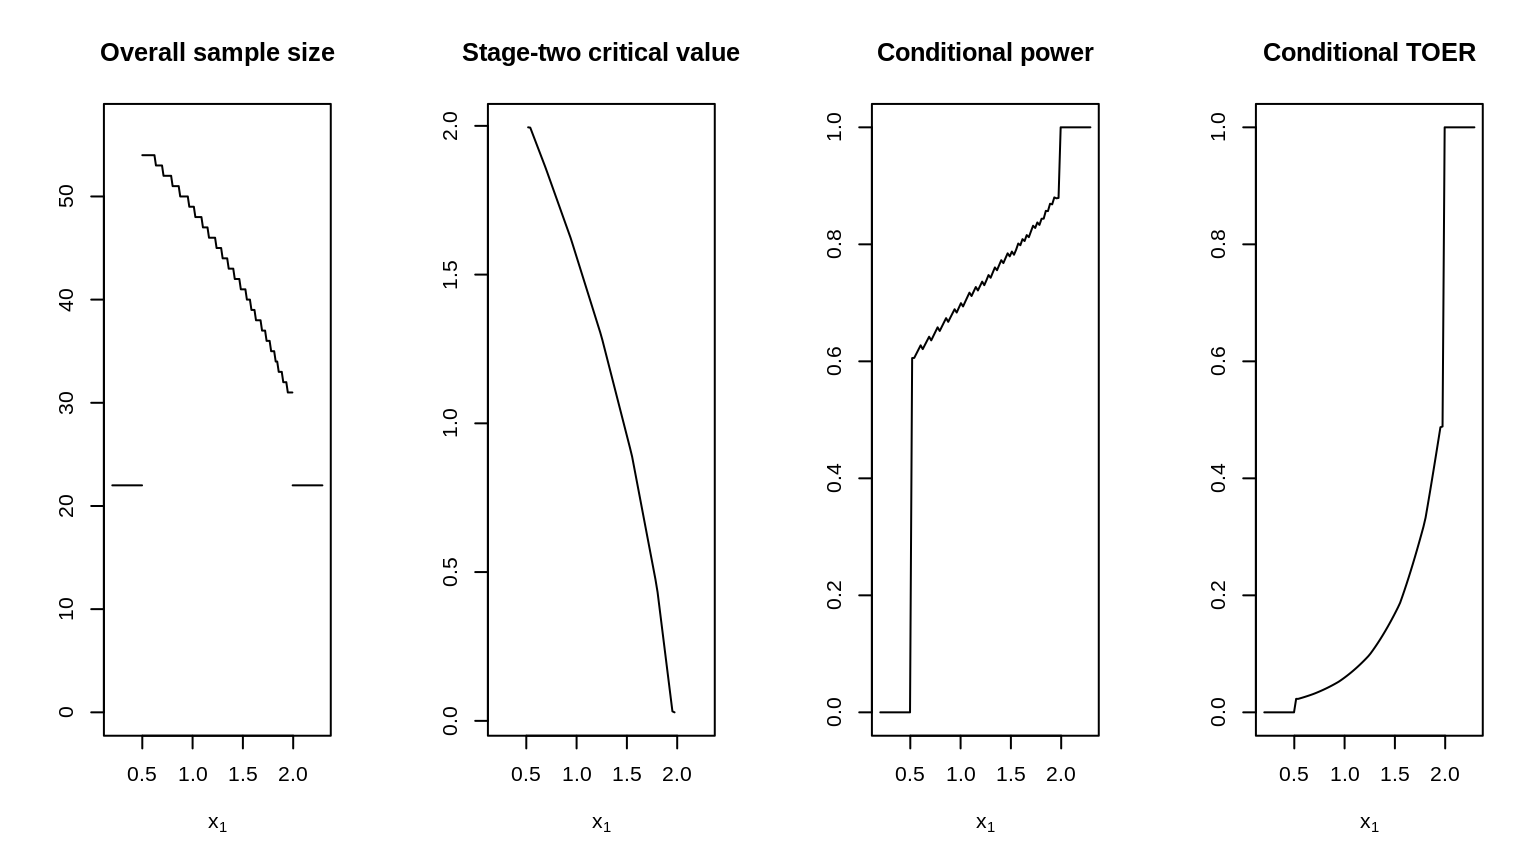 Overall sample size
Stage-two critical value
Conditional power
Conditional TOER
50
40
30
20
10
0
0.5 1.0 1.5 2.0
x1
2.0
1.5
1.0
0.5
0.0
0.5 1.0 1.5 2.0
x1
1.0
0.8
0.6
0.4
0.2
0.0
0.5 1.0 1.5 2.0
x1
1.0
0.8
0.6
0.4
0.2
0.0
0.5 1.0 1.5 2.0
x1